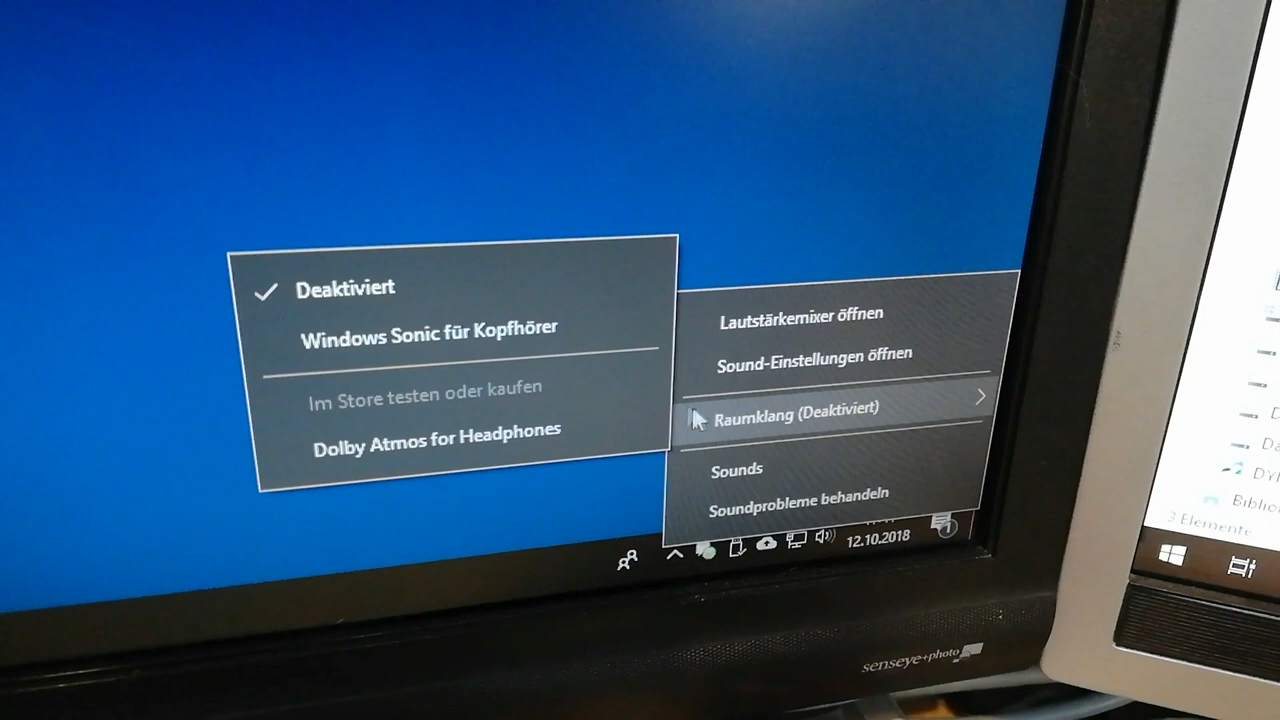 Deaktiviert
Windows Sonic für Kopfhörer
Im Store testen oder kaufen
Dolby Atmos for Headphones
Lautstärkemixer öffnen
Sound-Einstellungen öffnen
Raumklang (Deaktiviert)
Sounds
Soundprobleme behandeln
12.10.2018
1
senseye+photo
3 Elemente